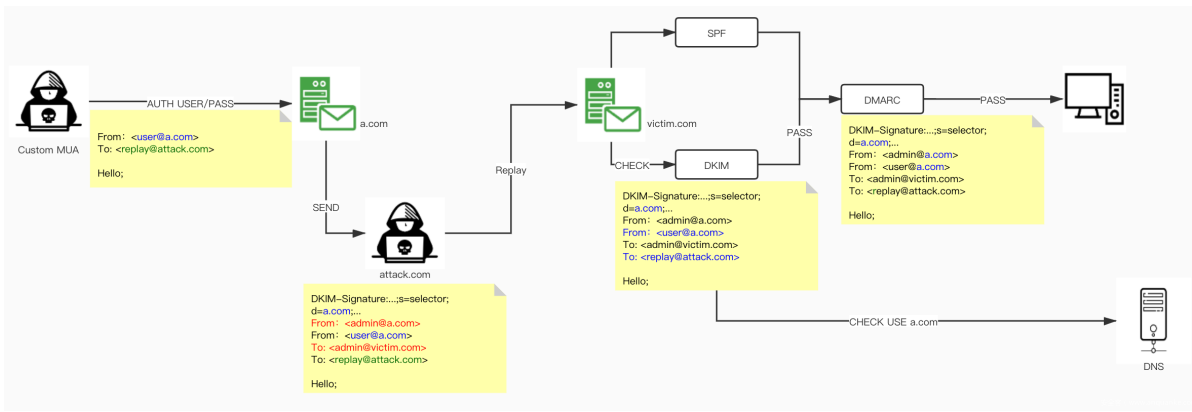 Custom MUA
AUTH USER/PASS
From： <user@a.com>
To: <replay@attack.com>
Hello;
a.com
SEND
attack.com
DKIM-Signature:...;s=selector;
d=a.com;...
From： <admin@a.com>
From： <user@a.com>
To: <admin@victim.com>
To: <replay@attack.com>
Hello;
Replay
victim.com
SPF
CHECK
DKIM
PASS
DKIM-Signature:...;s=selector;
d=a.com;...
From： <admin@a.com>
From： <user@a.com>
To: <admin@victim.com>
To: <replay@attack.com>
Hello;
DMARC
PASS
DKIM-Signature:...;s=selector;
d=a.com;...
From： <admin@a.com>
From： <user@a.com>
To: <admin@victim.com>
To: <replay@attack.com>
Hello;
CHECK USE a.com
DNS